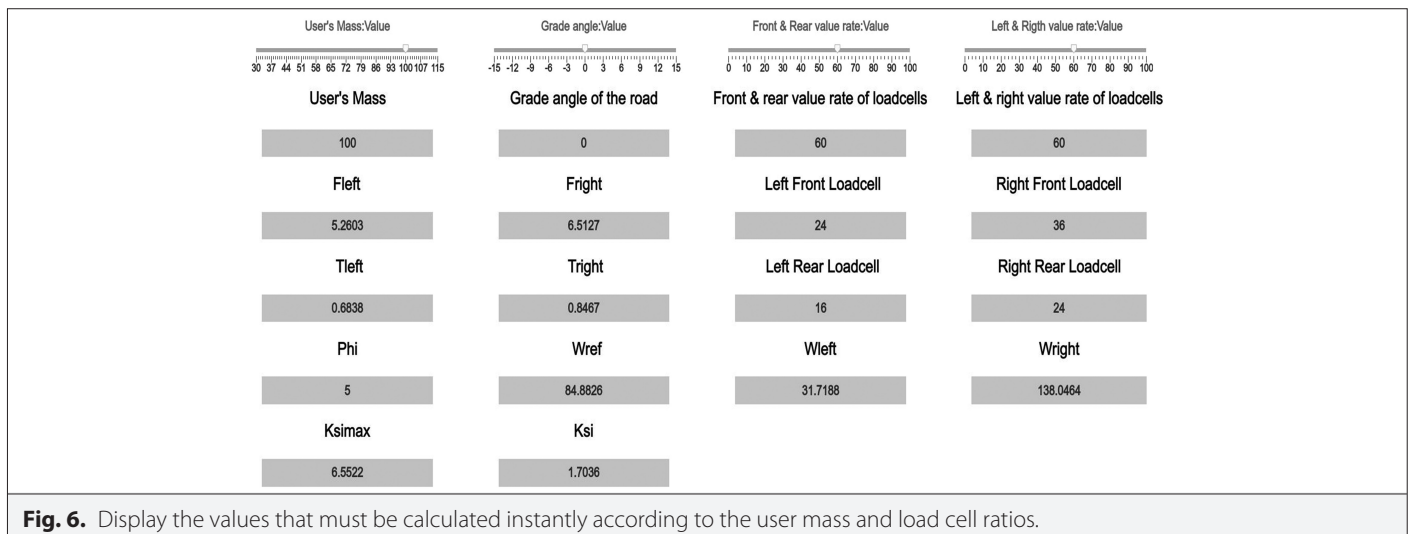 User's Mass:Value Grade angle:Value Front & Rear value rate:Value Left & Rigth value rate:Value
30 37 44 51 58 65 72 79 86 93 100 107 115 -15 -12 -9 -6 -3 0 3 6 9 12 15 0 10 20 30 40 50 60 70 80 90 100 0 10 20 30 40 50 60 70 80 90 100
User's Mass Grade angle of the road Front & rear value rate of loadcells Left & right value rate of loadcells
100 0 60 60
Fleft Fright Left Front Loadcell Right Front Loadcell
5.2603 6.5127 24 36
Tleft Tright Left Rear Loadcell Right Rear Loadcell
0.6838 0.8467 16 24
Phi Wref Wleft Wright
5 84.8826 31.7188 138.0464
Ksimax Ksi
6.5522 1.7036
Fig. 6. Display the values that must be calculated instantly according to the user mass and load cell ratios.